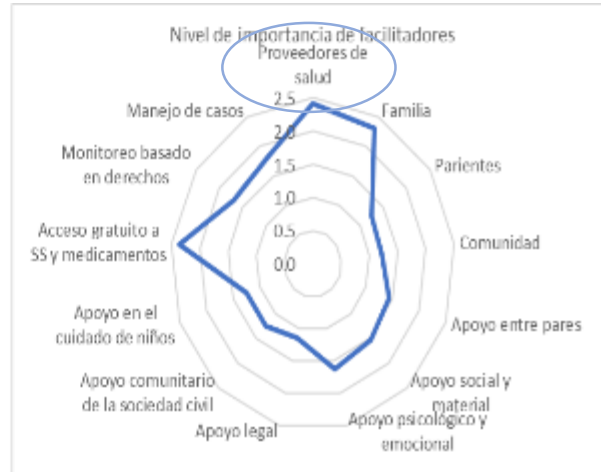 Nivel de importancia de facilitadores
Proveedores de
salud
2.5
2.0
1.5
1.0
0.5
0.0
Familia
Parientes
Comunidad
Apoyo entre pares
Apoyo social y
material
Apoyo psicológico y
emocional
Apoyo legal
Apoyo comunitario
de la sociedad civil
Apoyo en el
cuidado de niños
Acceso gratuito a
SS y medicamentos
Monitoreo basado
en derechos
Manejo de casos